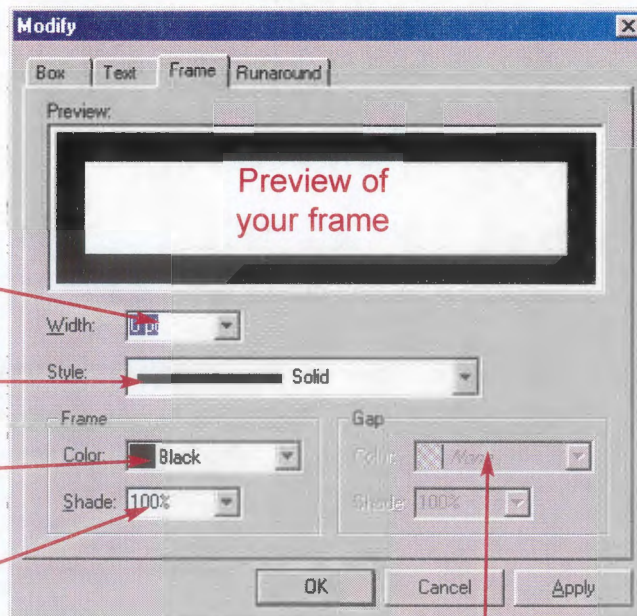 Modify
Box Text Frame Runaround
Preview:
Preview of
your frame
Width:
Style: Solid
Frame
Gap
Color: Black
Color: None
Shade: 100%
Shade: 100%
OK Cancel Apply